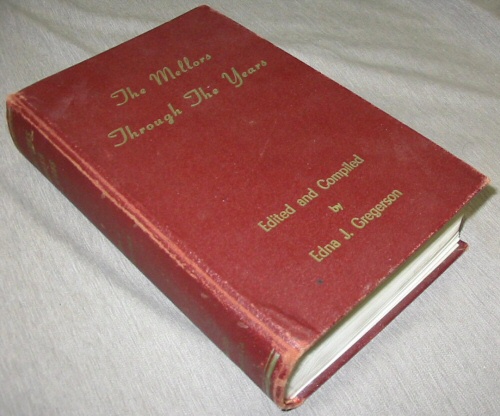 The Mellors
Through The Years
Edited and Compiled
by
Edna J. Gregerson